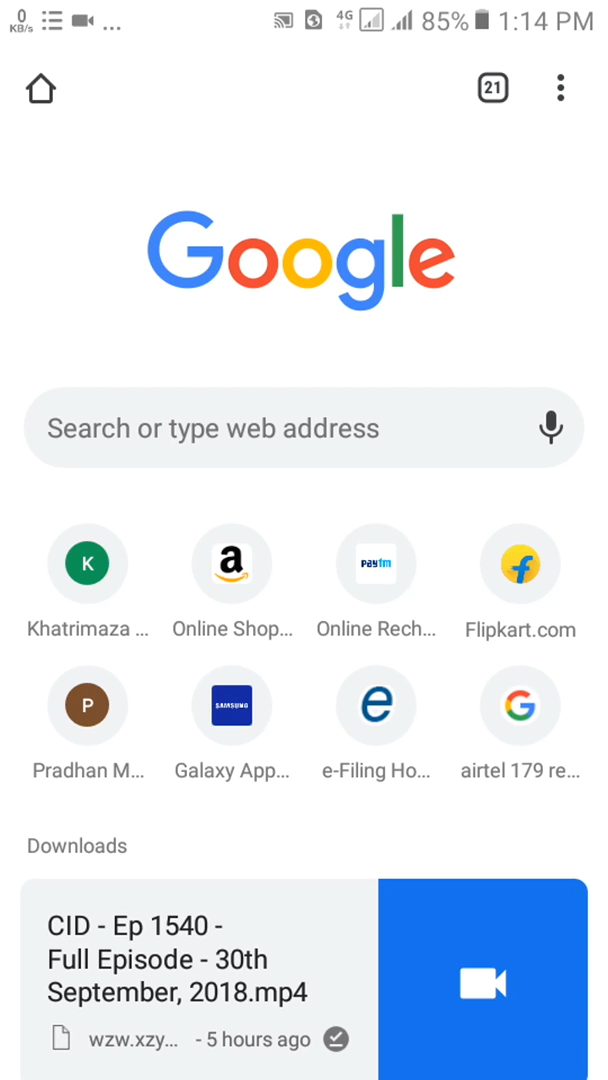 0
KB/s
...
4G
85%
1:14 PM
21
Google
Search or type web address
K
a
paytm
f
Khatrimaza ...
Online Shop...
Online Rech...
Flipkart.com
P
SAMSUNG
e
G
Pradhan M...
Galaxy App...
e-Filing Ho...
airtel 179 re...
Downloads
CID - Ep 1540 -
Full Episode - 30th
September, 2018.mp4
wzw.xzy... - 5 hours ago